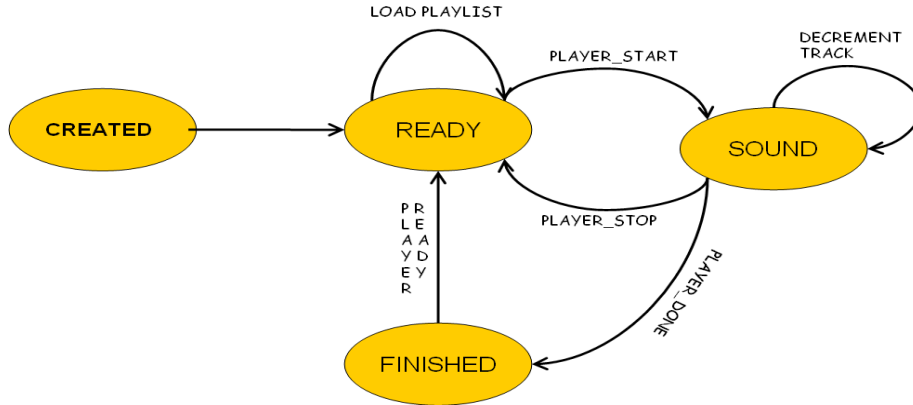 LOAD PLAYLIST
DECREMENT
TRACK
PLAYER_START
CREATED
READY
SOUND
PLAYER_STOP
PLAYER
READY
PLAYER_DONE
FINISHED